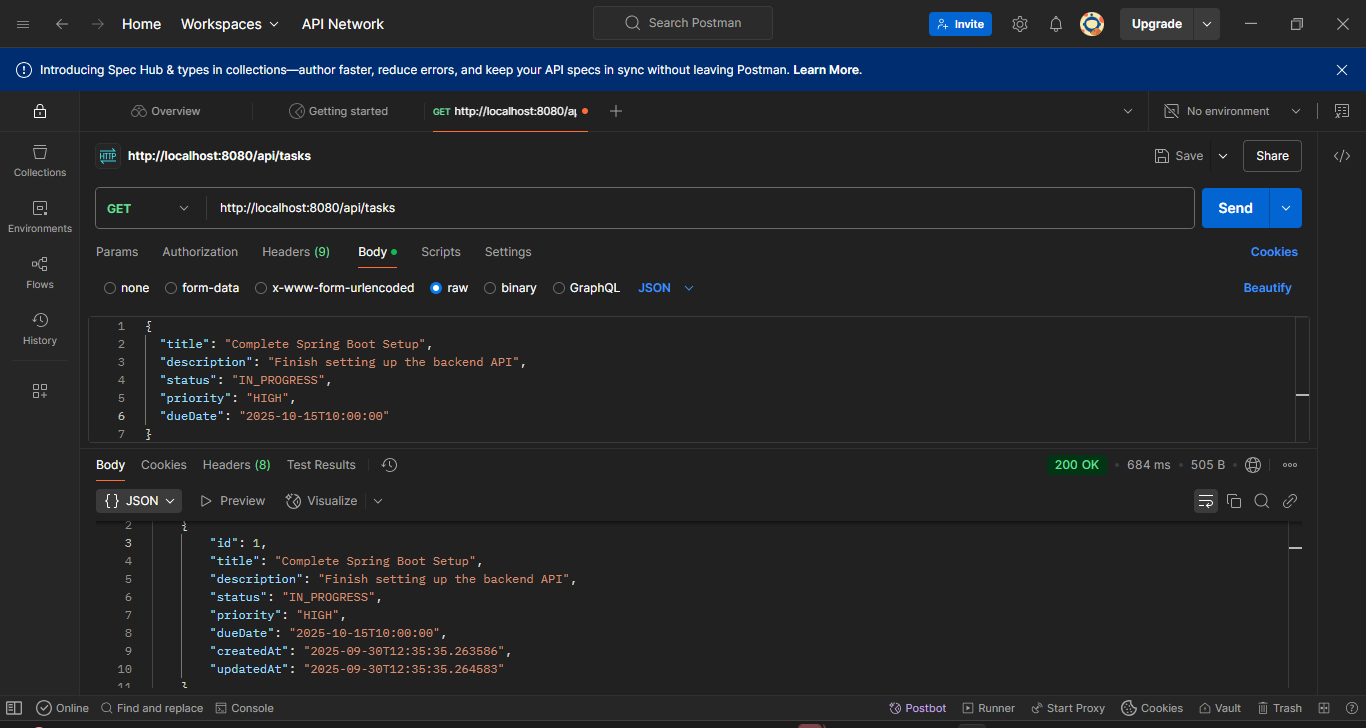 Home Workspaces API Network Search Postman Invite Upgrade
Introducing Spec Hub & types in collections—author faster, reduce errors, and keep your API specs in sync without leaving Postman. Learn More.
Overview Getting started GET http://localhost:8080/ap No environment
HTTP http://localhost:8080/api/tasks Save Share
Collections
GET http://localhost:8080/api/tasks Send
Environments
Params Authorization Headers (9) Body Scripts Settings Cookies
Flows
none form-data x-www-form-urlencoded raw binary GraphQL JSON Beautify
History
1 {
2 "title": "Complete Spring Boot Setup",
3 "description": "Finish setting up the backend API",
4 "status": "IN_PROGRESS",
5 "priority": "HIGH",
6 "dueDate": "2025-10-15T10:00:00"
7 }
Body Cookies Headers (8) Test Results 200 OK • 684 ms • 505 B
{ } JSON Preview Visualize
2 {
3 "id": 1,
4 "title": "Complete Spring Boot Setup",
5 "description": "Finish setting up the backend API",
6 "status": "IN_PROGRESS",
7 "priority": "HIGH",
8 "dueDate": "2025-10-15T10:00:00",
9 "createdAt": "2025-09-30T12:35:35.263586",
10 "updatedAt": "2025-09-30T12:35:35.264583"
11 }
Online Find and replace Console Postbot Runner Start Proxy Cookies Vault Trash